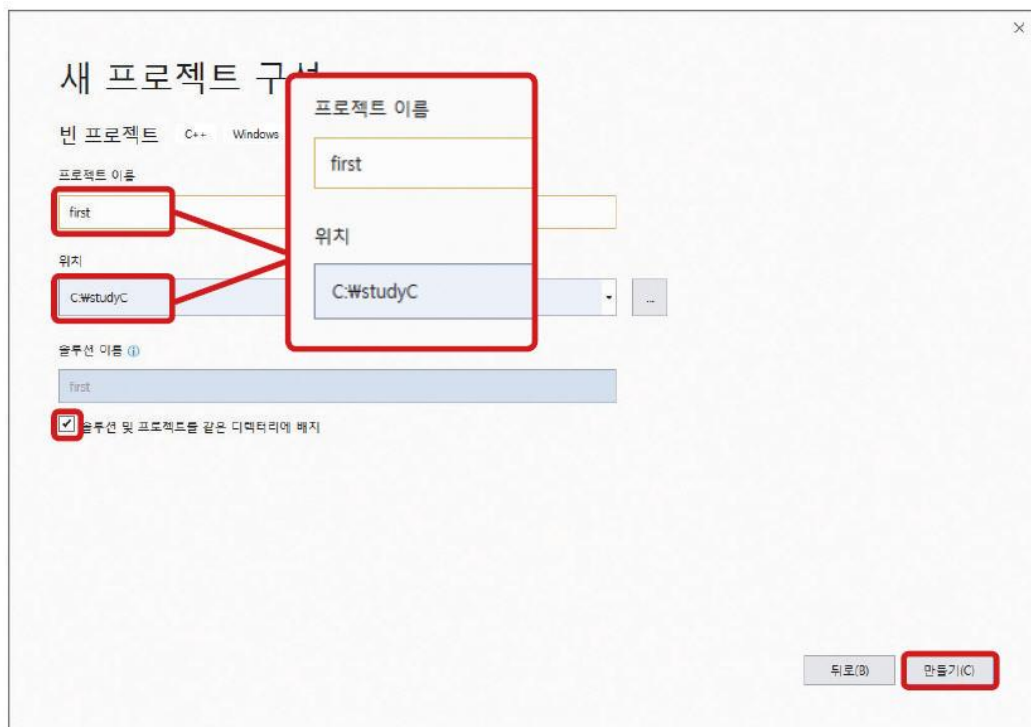 새 프로젝트 구성
빈 프로젝트 C++ Windows
프로젝트 이름
first
위치
C:₩studyC
...
솔루션 이름
first
솔루션 및 프로젝트를 같은 디렉터리에 배치
프로젝트 이름
first
위치
C:₩studyC
뒤로(B) 만들기(C)